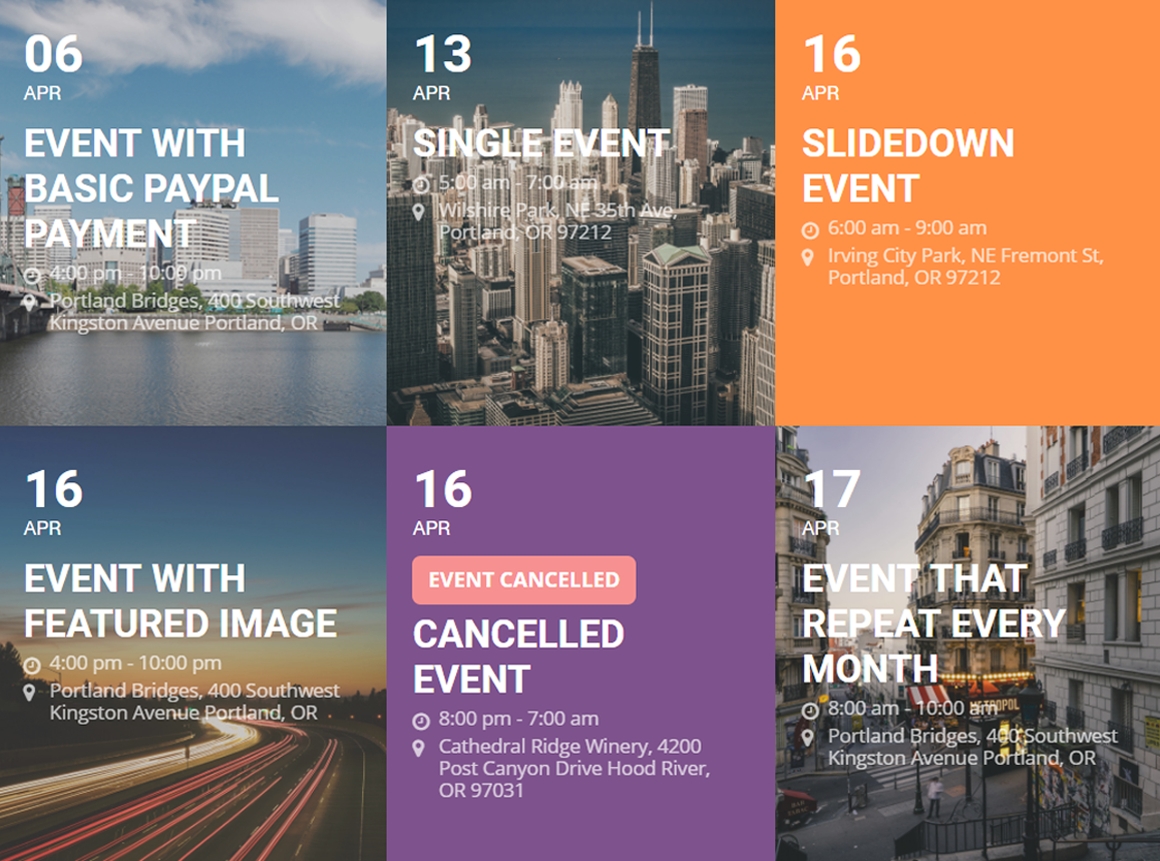 06
APR
EVENT WITH
BASIC PAYPAL
PAYMENT
4:00 pm - 10:00 pm
Portland Bridges, 400 Southwest
Kingston Avenue Portland, OR
13
APR
SINGLE EVENT
5:00 am - 7:00 am
Wilshire Park, NE 35th Ave,
Portland, OR 97212
16
APR
SLIDEDOWN
EVENT
6:00 am - 9:00 am
Irving City Park, NE Fremont St,
Portland, OR 97212
16
APR
EVENT WITH
FEATURED IMAGE
4:00 pm - 10:00 pm
Portland Bridges, 400 Southwest
Kingston Avenue Portland, OR
16
APR
EVENT CANCELLED
CANCELLED
EVENT
8:00 pm - 7:00 am
Cathedral Ridge Winery, 4200
Post Canyon Drive Hood River,
OR 97031
17
APR
EVENT THAT
REPEAT EVERY
MONTH
8:00 am - 10:00 am
METROPOL
Portland Bridges, 400 Southwest
Kingston Avenue Portland, OR